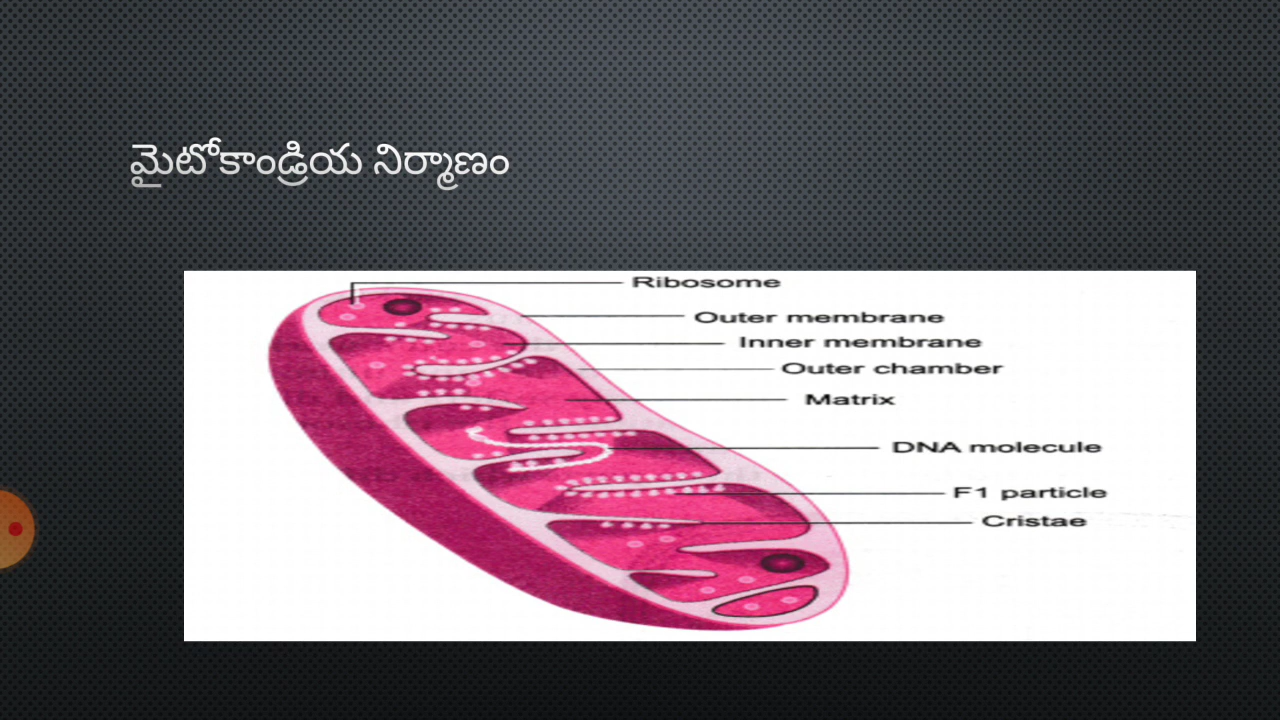 మైటోకాండ్రియ నిర్మాణం
Ribosome
Outer membrane
Inner membrane
Outer chamber
Matrix
DNA molecule
F1 particle
Cristae